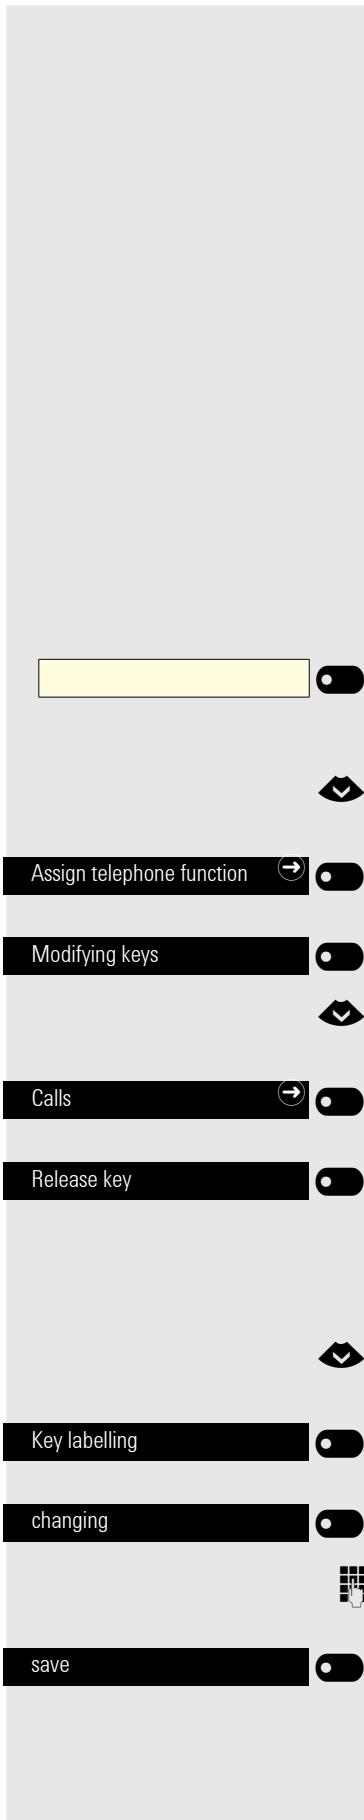 Assign telephone function
Modifying keys
Calls
Release key
Key labelling
changing
save